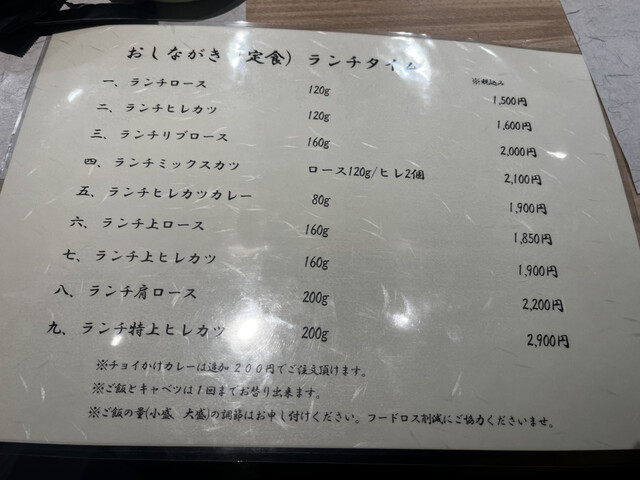 おしながき（定食）ランチタイム
※税込み
一、ランチロース 120g 1,500円
二、ランチヒレカツ 120g 1,600円
三、ランチリブロース 160g 2,000円
四、ランチミックスカツ ロース120g/ヒレ2個 2,100円
五、ランチヒレカツカレー 80g 1,900円
六、ランチ上ロース 160g 1,850円
七、ランチ上ヒレカツ 160g 1,900円
八、ランチ肩ロース 200g 2,200円
九、ランチ特上ヒレカツ 200g 2,900円
※チョイかけカレーは追加２００円でご注文頂けます。
※ご飯とキャベツは１回までお替り出来ます。
※ご飯の量(小盛、大盛)の調節はお申し付けください。フードロス削減にご協力くださいませ。